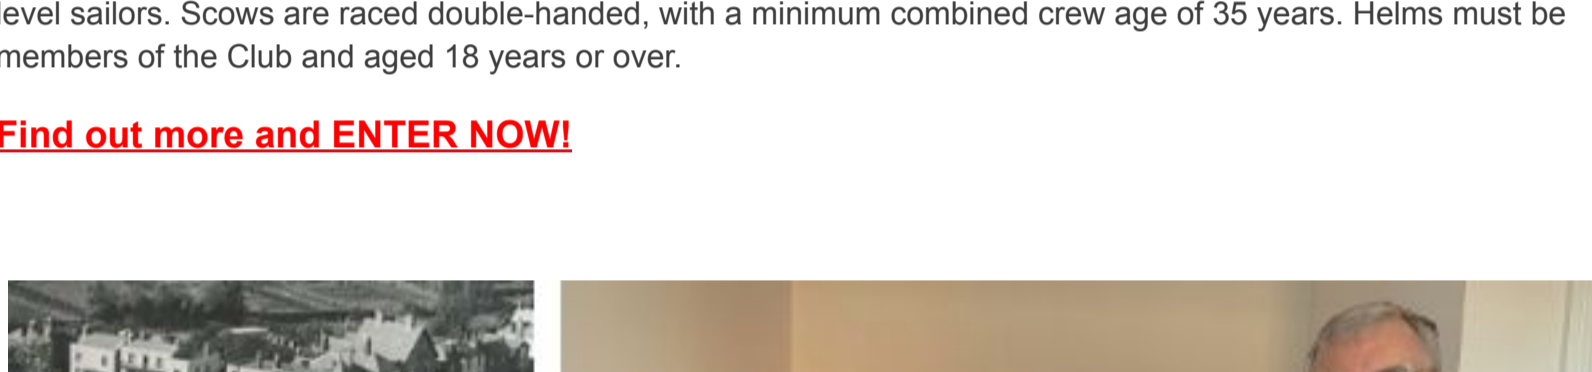 level sailors. Scows are raced double-handed, with a minimum combined crew age of 35 years. Helms must be
members of the Club and aged 18 years or over.
Find out more and ENTER NOW!